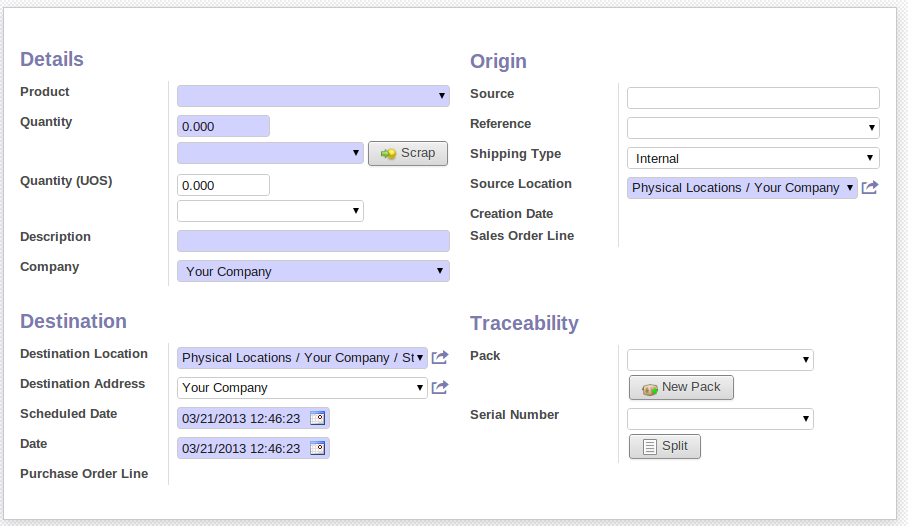 Details
Product
Quantity
0.000
Scrap
Quantity (UOS)
0.000
Description
Company
Your Company
Origin
Source
Reference
Shipping Type
Internal
Source Location
Physical Locations / Your Company
Creation Date
Sales Order Line
Destination
Destination Location
Physical Locations / Your Company / St
Destination Address
Your Company
Scheduled Date
03/21/2013 12:46:23
Date
03/21/2013 12:46:23
Purchase Order Line
Traceability
Pack
New Pack
Serial Number
Split